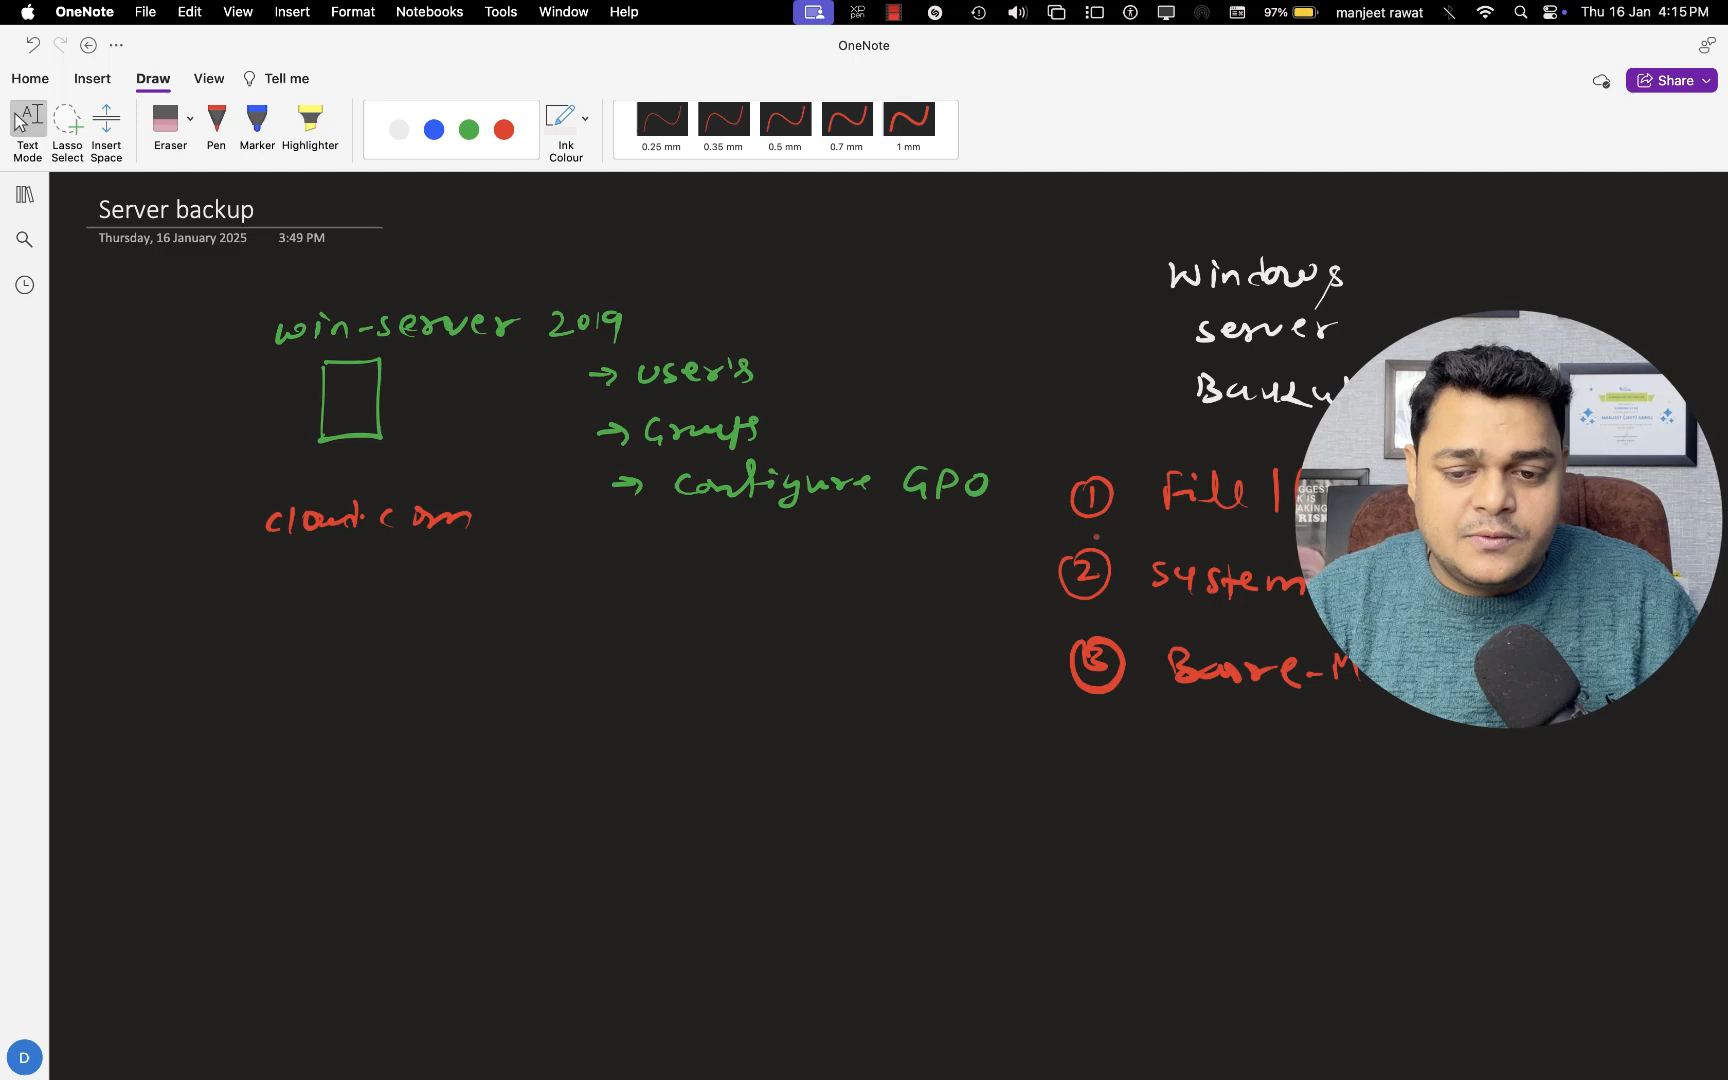 OneNote File Edit View Insert Format Notebooks Tools Window Help 97% manjeet rawat Thu 16 Jan 4:15 PM
OneNote
Home Insert Draw View Tell me Share
Text Mode
Lasso Select
Insert Space
Eraser
Pen
Marker
Highlighter
Ink Colour
0.25 mm 0.35 mm 0.5 mm 0.7 mm 1 mm
Server backup
Thursday, 16 January 2025 3:49 PM
Windows
server
win-server 2019
→ user's
→ Groups
→ configure GPO
cloud.com
① File |
② system
③ Bare-M
RISK
D